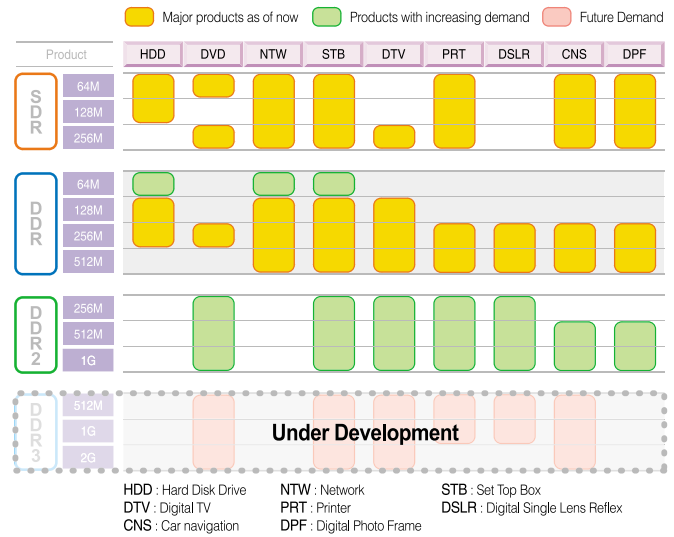 Major products as of now Products with increasing demand Future Demand
Product HDD DVD NTW STB DTV PRT DSLR CNS DPF
SDR
64M
128M
256M
DDR
64M
128M
256M
512M
DDR2
256M
512M
1G
DDR3
512M
1G
2G
Under Development
HDD : Hard Disk Drive NTW : Network STB : Set Top Box
DTV : Digital TV PRT : Printer DSLR : Digital Single Lens Reflex
CNS : Car navigation DPF : Digital Photo Frame